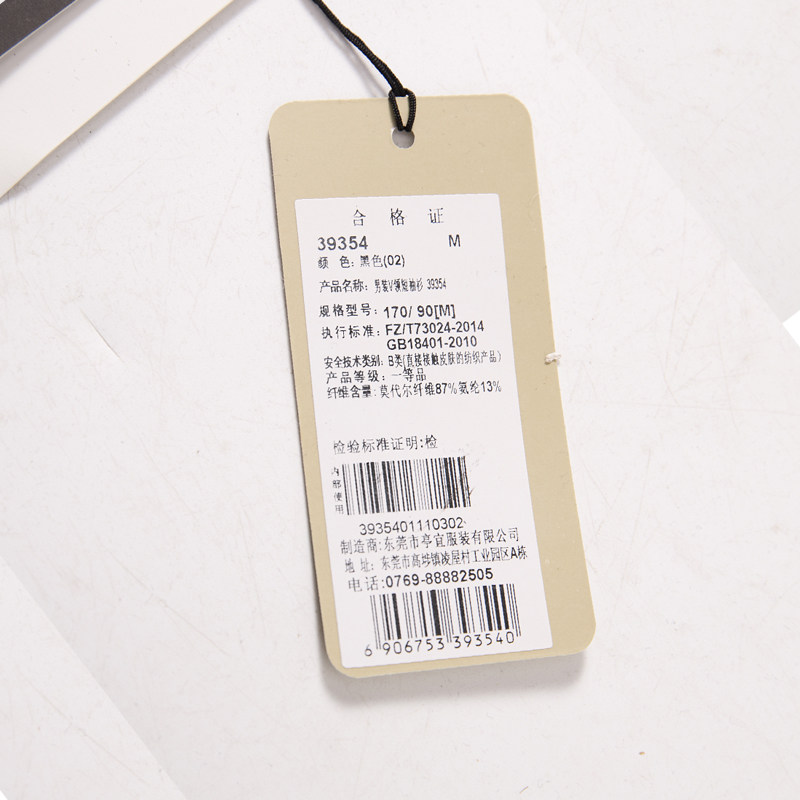 合 格 证
39354 M
颜 色: 黑色(02)
产品名称: 男装V领短袖衫 39354
规格型号: 170/ 90[M]
执行标准: FZ/T73024-2014
GB18401-2010
安全技术类别: B类(直接接触皮肤的纺织产品)
产品等级: 一等品
纤维含量: 莫代尔纤维87%氨纶13%
检验标准证明:检
内部使用
3935401110302
制造商:东莞市亭宜服装有限公司
地 址: 东莞市高埗镇凌屋村工业园区A栋
电话:0769-88882505
6 906753 393540